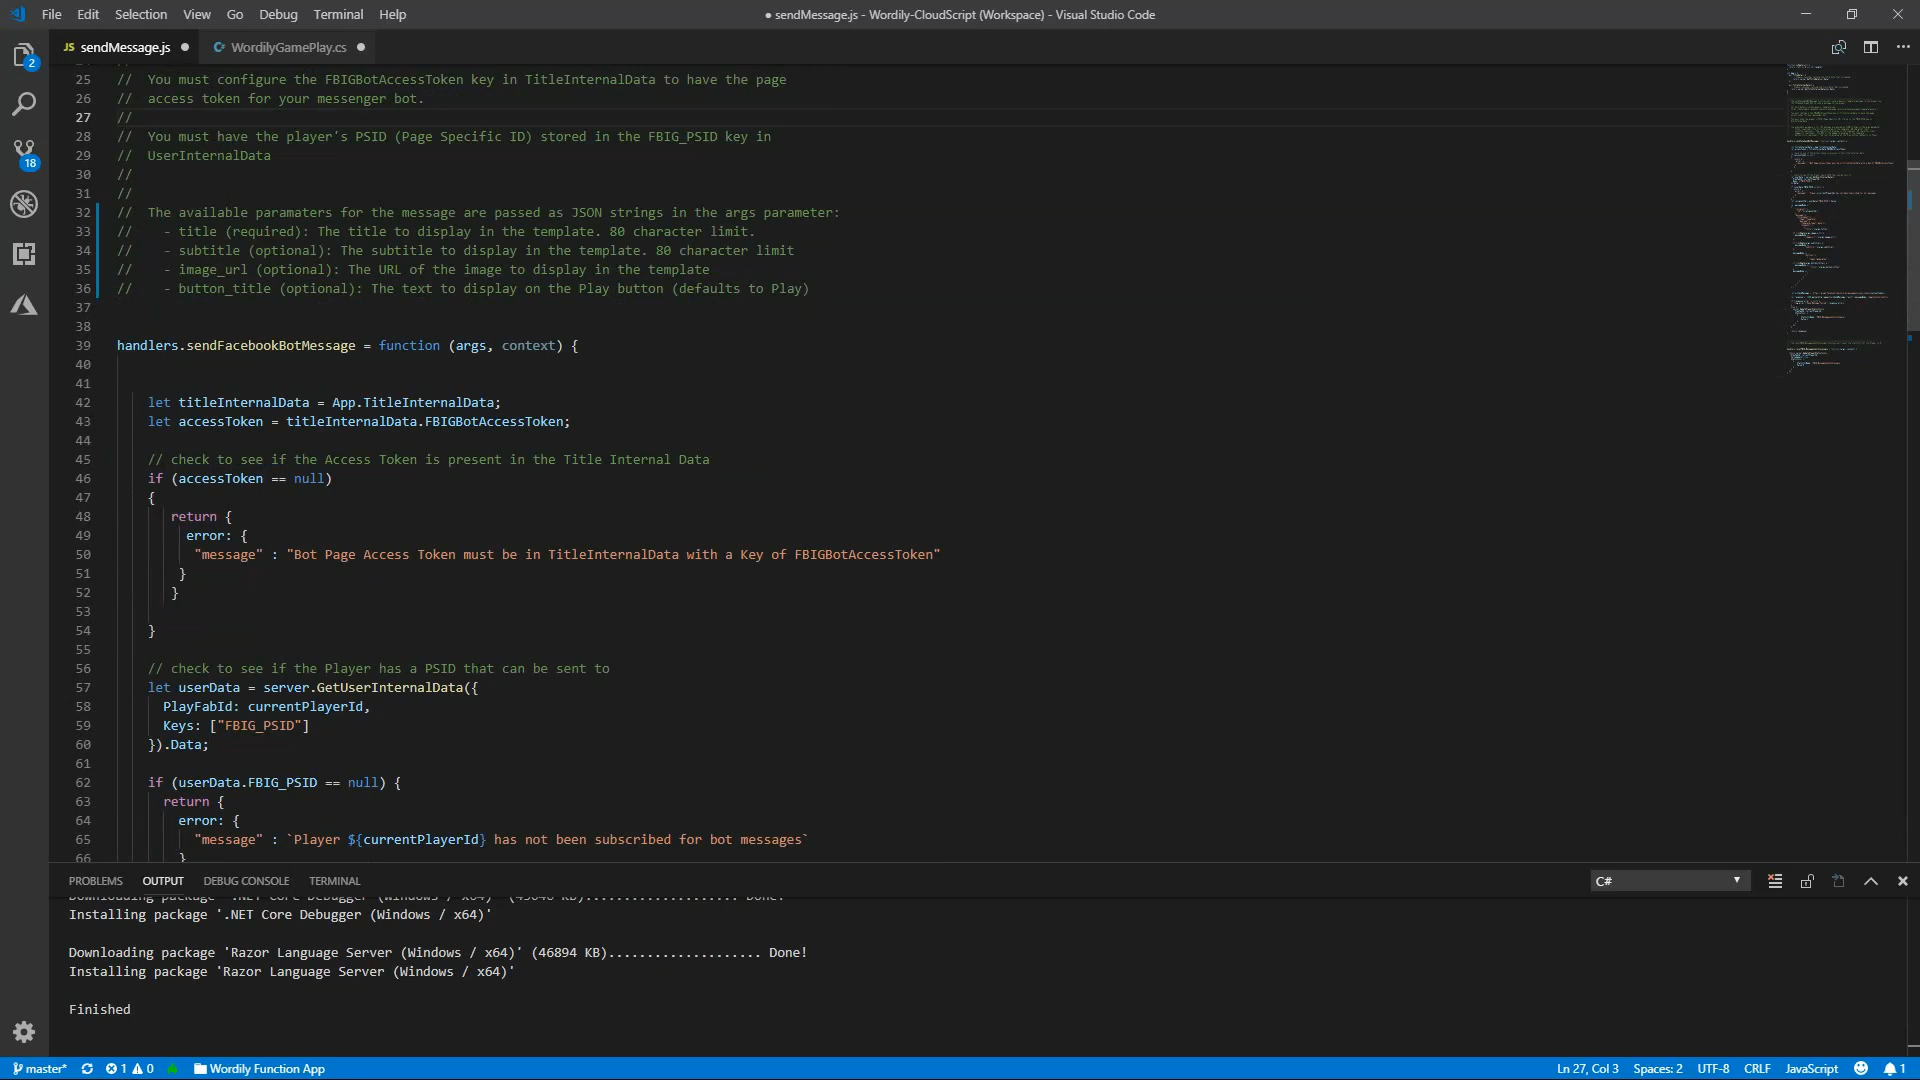 File Edit Selection View Go Debug Terminal Help
● sendMessage.js - Wordily-CloudScript (Workspace) - Visual Studio Code
JS sendMessage.js ●
WordilyGamePlay.cs ●
2
18
25 // You must configure the FBIGBotAccessToken key in TitleInternalData to have the page
26 // access token for your messenger bot.
27 //
28 // You must have the player's PSID (Page Specific ID) stored in the FBIG_PSID key in
29 // UserInternalData
30 //
31 //
32 // The available paramaters for the message are passed as JSON strings in the args parameter:
33 // - title (required): The title to display in the template. 80 character limit.
34 // - subtitle (optional): The subtitle to display in the template. 80 character limit
35 // - image_url (optional): The URL of the image to display in the template
36 // - button_title (optional): The text to display on the Play button (defaults to Play)
37
38
39 handlers.sendFacebookBotMessage = function (args, context) {
40
41
42 let titleInternalData = App.TitleInternalData;
43 let accessToken = titleInternalData.FBIGBotAccessToken;
44
45 // check to see if the Access Token is present in the Title Internal Data
46 if (accessToken == null)
47 {
48 return {
49 error: {
50 "message" : "Bot Page Access Token must be in TitleInternalData with a Key of FBIGBotAccessToken"
51 }
52 }
53
54 }
55
56 // check to see if the Player has a PSID that can be sent to
57 let userData = server.GetUserInternalData({
58 PlayFabId: currentPlayerId,
59 Keys: ["FBIG_PSID"]
60 }).Data;
61
62 if (userData.FBIG_PSID == null) {
63 return {
64 error: {
65 "message" : `Player ${currentPlayerId} has not been subscribed for bot messages`
66 }
PROBLEMS OUTPUT DEBUG CONSOLE TERMINAL
C#
Downloading package '.NET Core Debugger (Windows / x64)' (45046 KB).................... Done!
Installing package '.NET Core Debugger (Windows / x64)'
Downloading package 'Razor Language Server (Windows / x64)' (46894 KB).................... Done!
Installing package 'Razor Language Server (Windows / x64)'
Finished
master* 1 0 Wordily Function App
Ln 27, Col 3 Spaces: 2 UTF-8 CRLF JavaScript 1